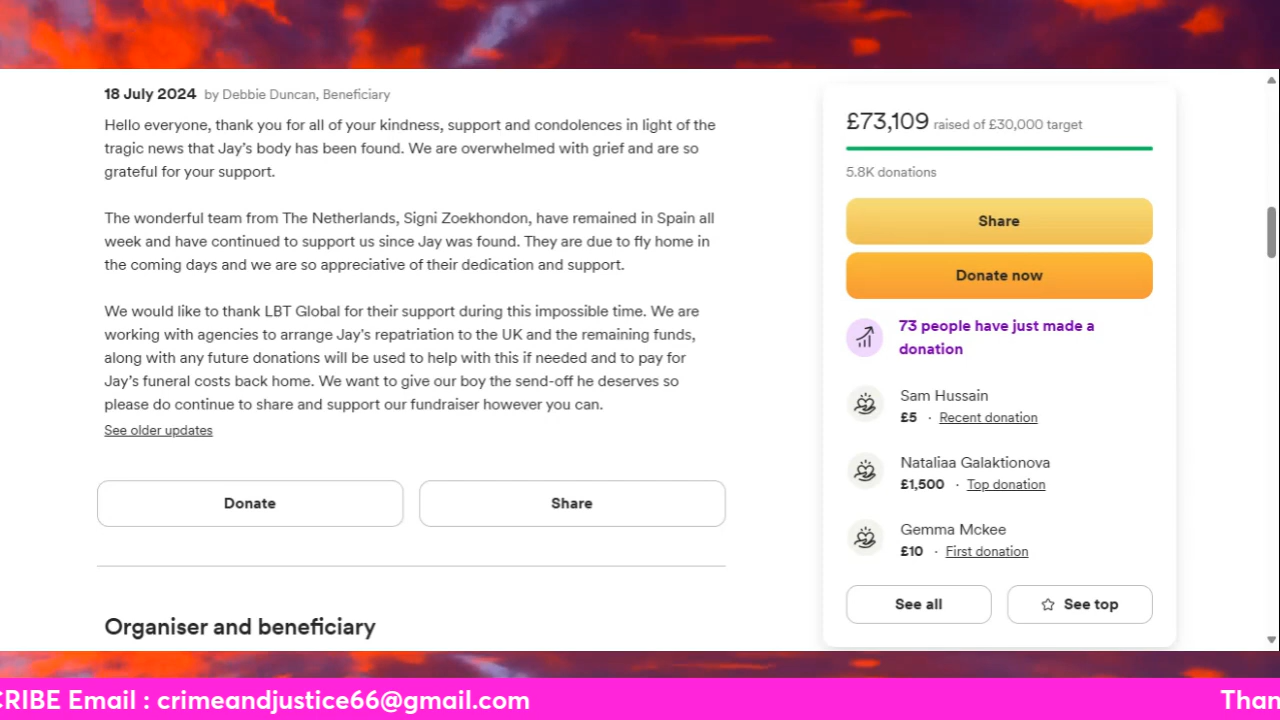 18 July 2024 by Debbie Duncan, Beneficiary
Hello everyone, thank you for all of your kindness, support and condolences in light of the
tragic news that Jay's body has been found. We are overwhelmed with grief and are so
grateful for your support.
The wonderful team from The Netherlands, Signi Zoekhondon, have remained in Spain all
week and have continued to support us since Jay was found. They are due to fly home in
the coming days and we are so appreciative of their dedication and support.
We would like to thank LBT Global for their support during this impossible time. We are
working with agencies to arrange Jay's repatriation to the UK and the remaining funds,
along with any future donations will be used to help with this if needed and to pay for
Jay's funeral costs back home. We want to give our boy the send-off he deserves so
please do continue to share and support our fundraiser however you can.
See older updates
Donate
Share
Organiser and beneficiary
£73,109 raised of £30,000 target
5.8K donations
Share
Donate now
73 people have just made a
donation
Sam Hussain
£5 · Recent donation
Nataliaa Galaktionova
£1,500 · Top donation
Gemma Mckee
£10 · First donation
See all
See top
CRIBE Email : crimeandjustice66@gmail.com
Than